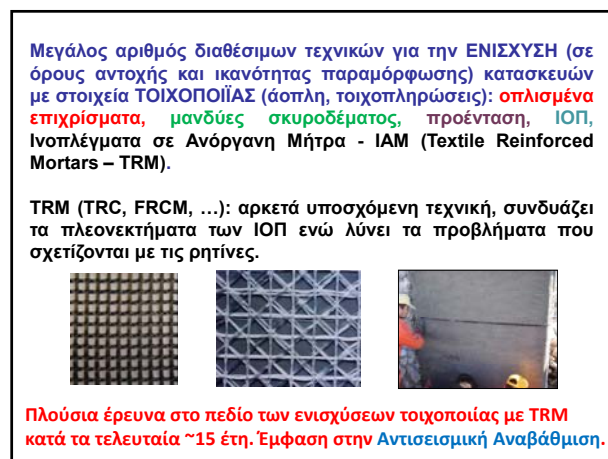 Μεγάλος αριθμός διαθέσιμων τεχνικών για την ΕΝΙΣΧΥΣΗ (σε
όρους αντοχής και ικανότητας παραμόρφωσης) κατασκευών
με στοιχεία ΤΟΙΧΟΠΟΙΪΑΣ (άοπλη, τοιχοπληρώσεις): οπλισμένα
επιχρίσματα, μανδύες σκυροδέματος, προένταση, ΙΟΠ,
Ινοπλέγματα σε Ανόργανη Μήτρα - ΙΑΜ (Textile Reinforced
Mortars – TRM).
TRM (TRC, FRCM, …): αρκετά υποσχόμενη τεχνική, συνδυάζει
τα πλεονεκτήματα των ΙΟΠ ενώ λύνει τα προβλήματα που
σχετίζονται με τις ρητίνες.
Πλούσια έρευνα στο πεδίο των ενισχύσεων τοιχοποιίας με TRM
κατά τα τελευταία ~15 έτη. Έμφαση στην Αντισεισμική Αναβάθμιση.